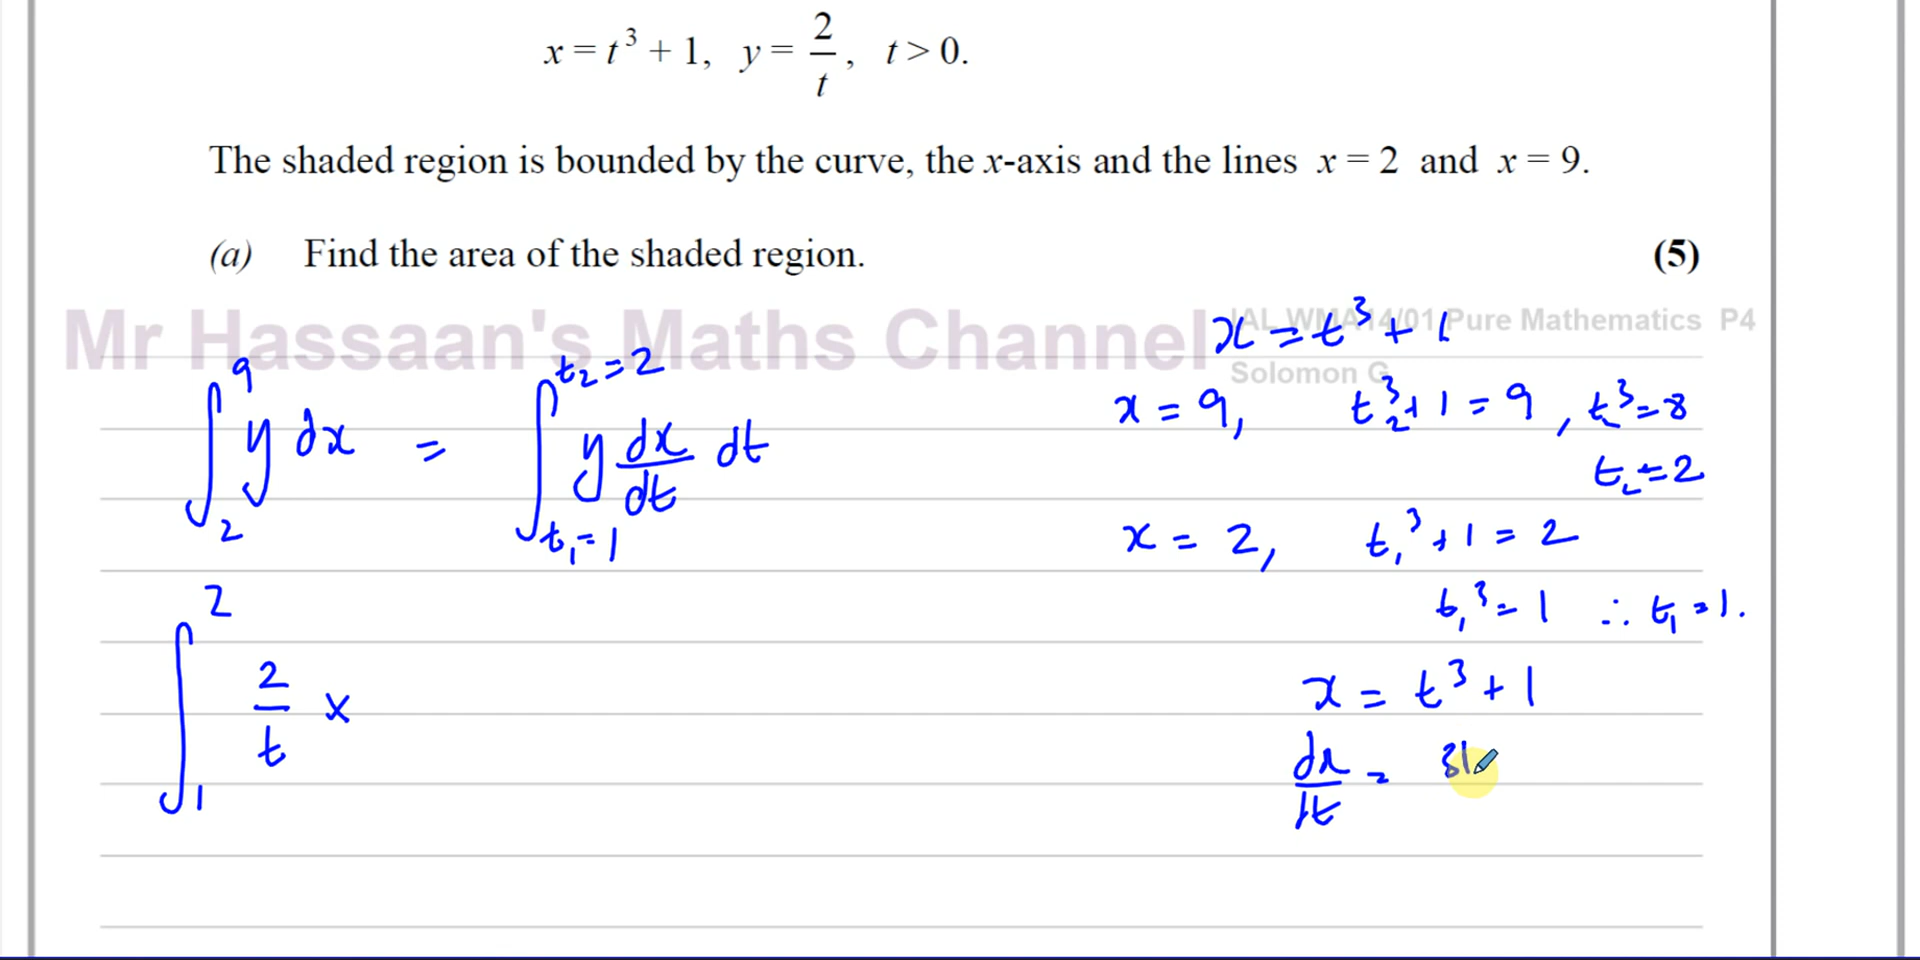 x = t³ + 1, y = 2/t, t > 0.
The shaded region is bounded by the curve, the x-axis and the lines x = 2 and x = 9.
(a) Find the area of the shaded region. (5)
Mr Hassaan's Maths Channel
IAL WMA14/01 Pure Mathematics P4
Solomon G
x = t³ + 1
∫₂⁹ y dx = ∫_{t₁=1}^{t₂=2} y dx/dt dt
x = 9, t₂³ + 1 = 9, t₂³ = 8
t₂ = 2
x = 2, t₁³ + 1 = 2
t₁³ = 1 ∴ t₁ = 1.
∫₁² 2/t ×
x = t³ + 1
dx/dt = 3t